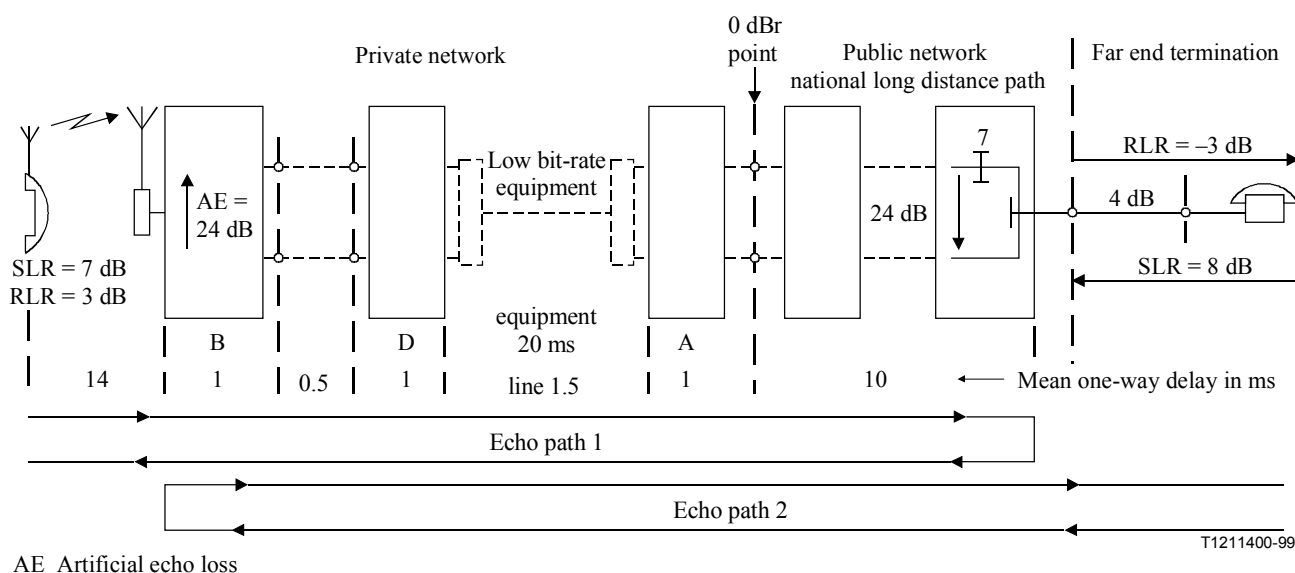 0 dBr
point
Private network
Public network
national long distance path
Far end termination
7
RLR = –3 dB
Low bit-rate
equipment
AE =
24 dB
24 dB
4 dB
SLR = 7 dB
RLR = 3 dB
SLR = 8 dB
equipment
20 ms
B
D
A
14
1
0.5
1
line 1.5
1
10
Mean one-way delay in ms
Echo path 1
Echo path 2
T1211400-99
AE Artificial echo loss